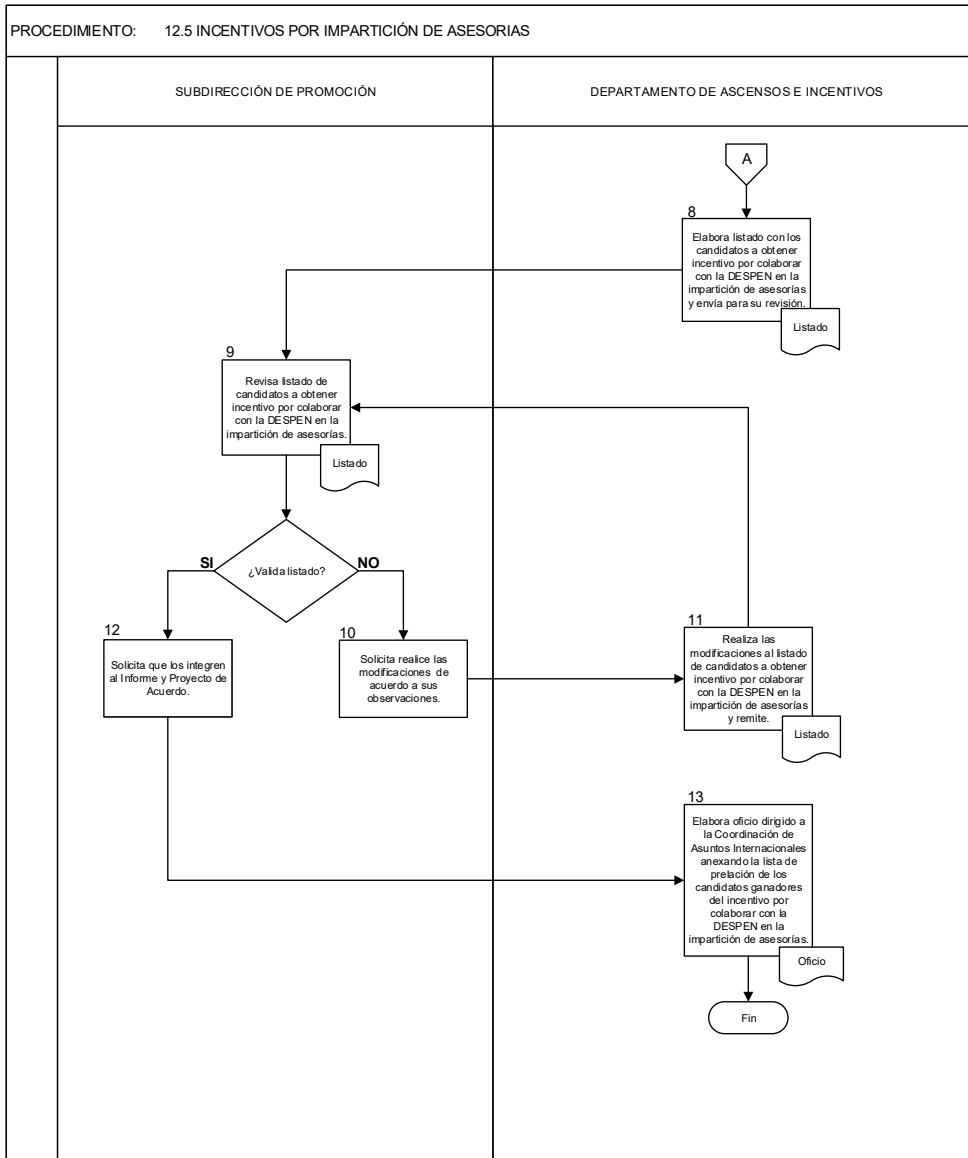 PROCEDIMIENTO: 12.5 INCENTIVOS POR IMPARTICIÓN DE ASESORIAS
SUBDIRECCIÓN DE PROMOCIÓN
DEPARTAMENTO DE ASCENSOS E INCENTIVOS
A
8
Elabora listado con los
candidatos a obtener
incentivo por colaborar
con la DESPEN en la
impartición de asesorías
y envía para su revisión.
Listado
9
Revisa listado de
candidatos a obtener
incentivo por colaborar
con la DESPEN en la
impartición de asesorías.
Listado
¿Valida listado?
SI
NO
12
Solicita que los integren
al Informe y Proyecto de
Acuerdo.
10
Solicita realice las
modificaciones de
acuerdo a sus
observaciones.
11
Realiza las
modificaciones al listado
de candidatos a obtener
incentivo por colaborar
con la DESPEN en la
impartición de asesorías
y remite.
Listado
13
Elabora oficio dirigido a
la Coordinación de
Asuntos Internacionales
anexando la lista de
prelación de los
candidatos ganadores
del incentivo por
colaborar con la
DESPEN en la
impartición de asesorías.
Oficio
Fin